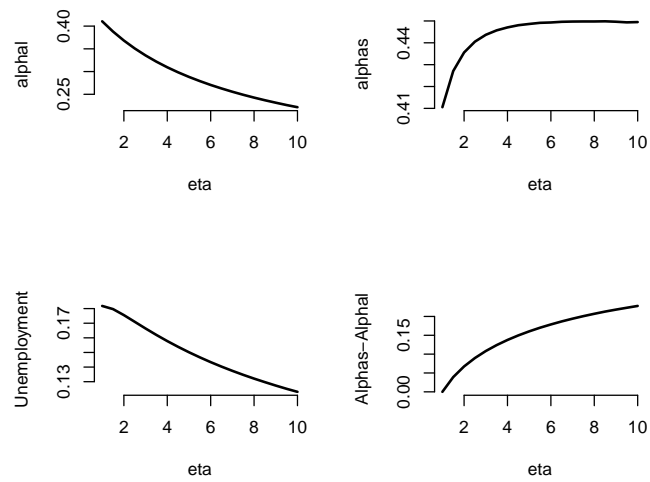 alphal
0.25 0.40
2 4 6 8 10
eta
alphas
0.41 0.44
2 4 6 8 10
eta
Unemployment
0.13 0.17
2 4 6 8 10
eta
Alphas−Alphal
0.00 0.15
2 4 6 8 10
eta